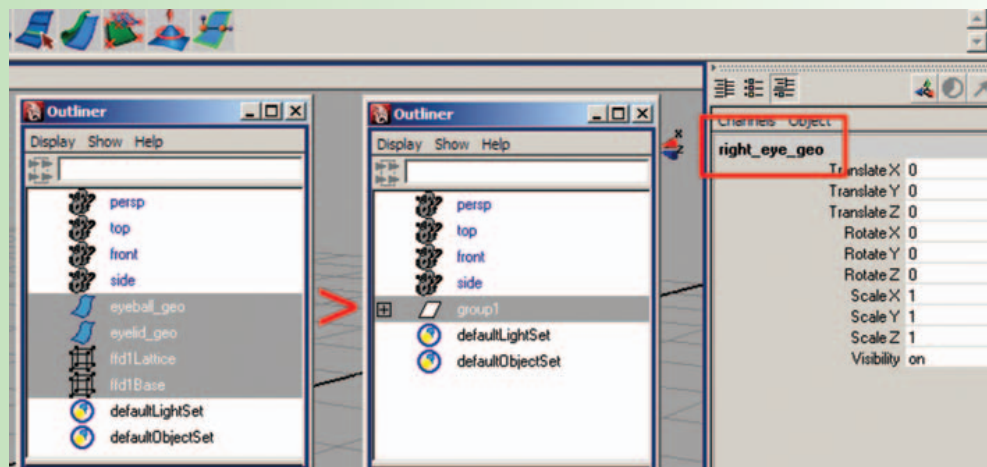 Outliner
Display Show Help
persp
top
front
side
eyeball_geo
eyelid_geo
ffd1Lattice
ffd1Base
defaultLightSet
defaultObjectSet
>
Outliner
Display Show Help
persp
top
front
side
group1
defaultLightSet
defaultObjectSet
X
Z
Channels Object
right_eye_geo
Translate X 0
Translate Y 0
Translate Z 0
Rotate X 0
Rotate Y 0
Rotate Z 0
Scale X 1
Scale Y 1
Scale Z 1
Visibility on